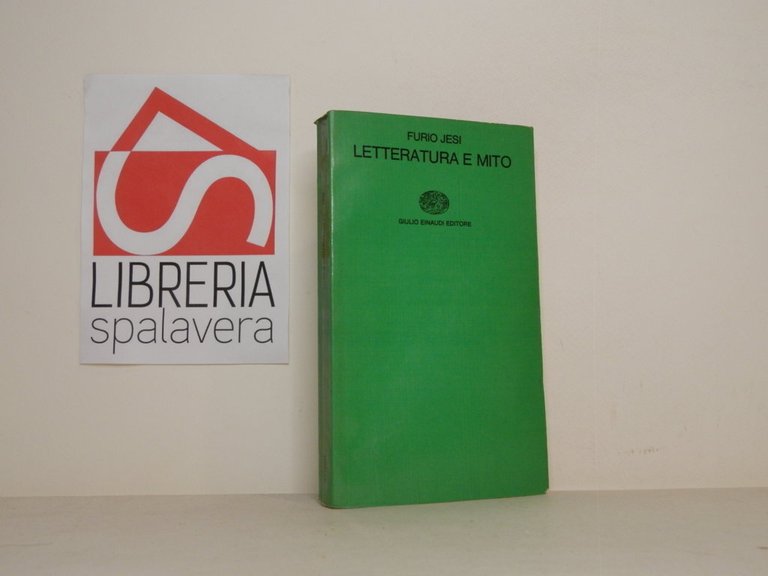 LIBRERIA
spalavera
FURIO JESI
LETTERATURA E MITO
GIULIO EINAUDI EDITORE